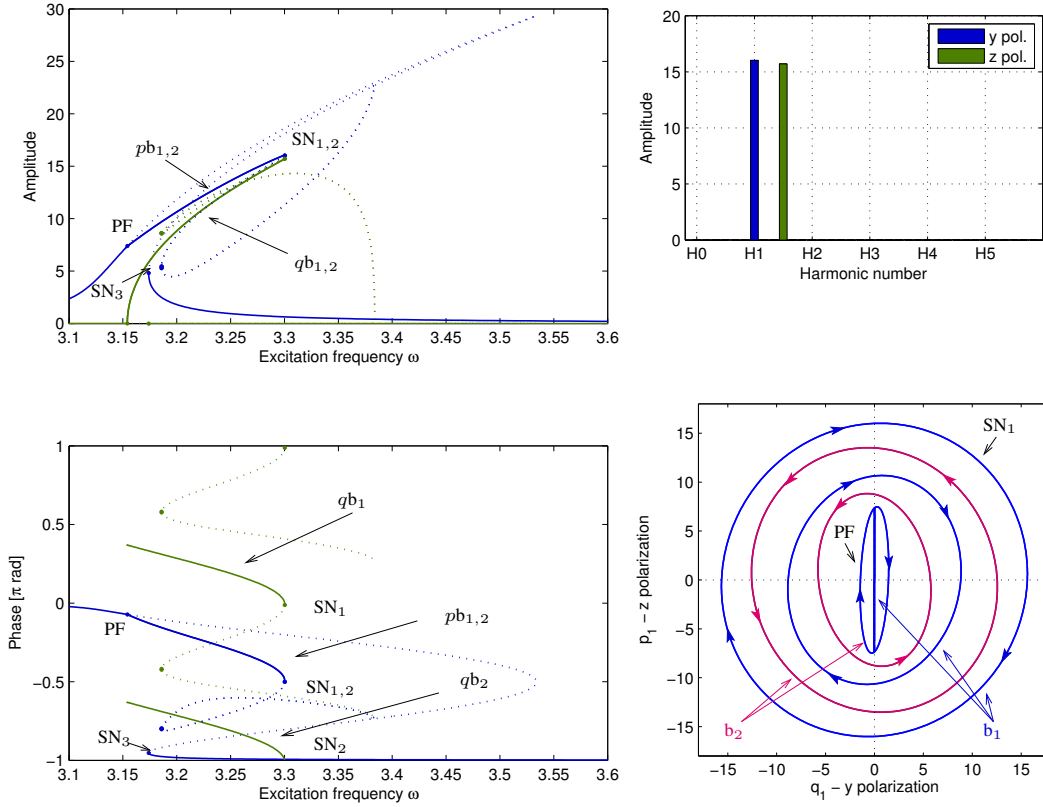 30
25
20
15
10
5
0
Amplitude
pb1,2
SN1,2
PF
qb1,2
SN3
3.1 3.15 3.2 3.25 3.3 3.35 3.4 3.45 3.5 3.55 3.6
Excitation frequency ω
20
15
10
5
0
Amplitude
y pol.
z pol.
H0 H1 H2 H3 H4 H5
Harmonic number
1
0.5
0
−0.5
−1
Phase [π rad]
qb1
SN1
PF
pb1,2
SN1,2
qb2
SN3
SN2
3.1 3.15 3.2 3.25 3.3 3.35 3.4 3.45 3.5 3.55 3.6
Excitation frequency ω
15
10
5
0
−5
−10
−15
p1 − z polarization
SN1
PF
b2
b1
−15 −10 −5 0 5 10 15
q1 − y polarization